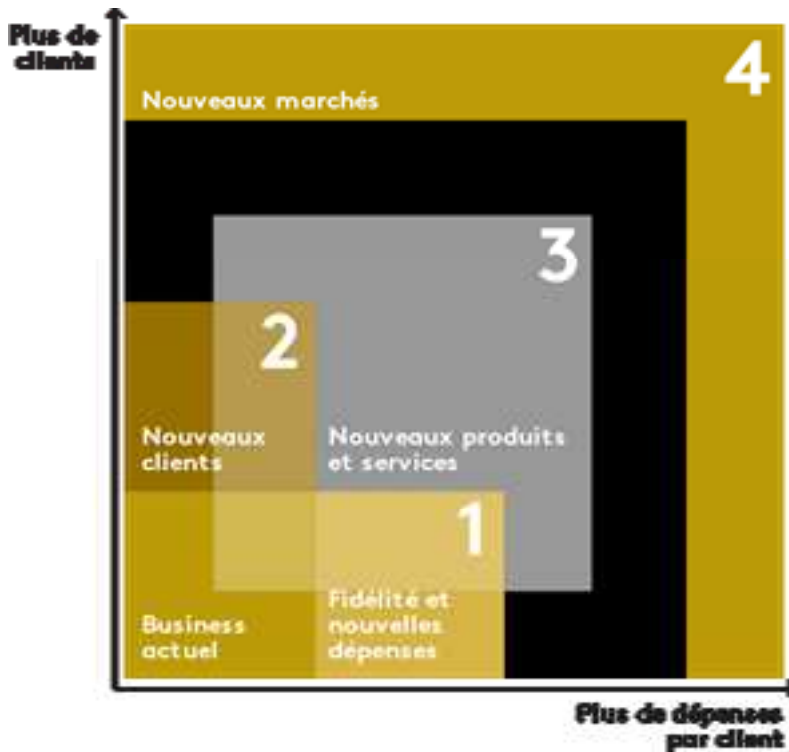 Plus de
clients
4
Nouveaux marchés
3
2
Nouveaux
clients
Nouveaux produits
et services
1
Business
actuel
Fidélité et
nouvelles
dépenses
Plus de dépenses
par client